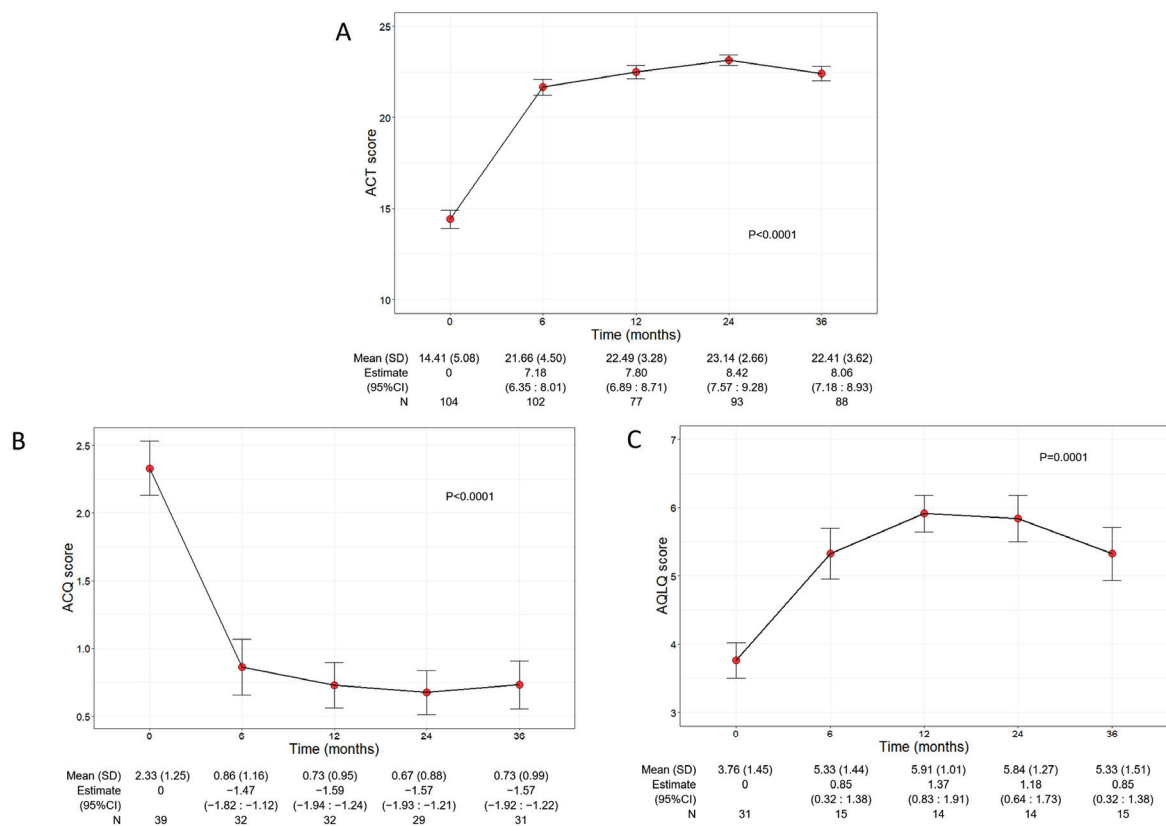 A
25
20
15
10
ACT score
P<0.0001
0 6 12 24 36
Time (months)
Mean (SD) 14.41 (5.08) 21.66 (4.50) 22.49 (3.28) 23.14 (2.66) 22.41 (3.62)
Estimate 0 7.18 7.80 8.42 8.06
(95%CI) (6.35 : 8.01) (6.89 : 8.71) (7.57 : 9.28) (7.18 : 8.93)
N 104 102 77 93 88
B
2.5
2.0
1.5
1.0
0.5
ACQ score
P<0.0001
0 6 12 24 36
Time (months)
Mean (SD) 2.33 (1.25) 0.86 (1.16) 0.73 (0.95) 0.67 (0.88) 0.73 (0.99)
Estimate 0 −1.47 −1.59 −1.57 −1.57
(95%CI) (−1.82 : −1.12) (−1.94 : −1.24) (−1.93 : −1.21) (−1.92 : −1.22)
N 39 32 32 29 31
C
7
6
5
4
3
AQLQ score
P=0.0001
0 6 12 24 36
Time (months)
Mean (SD) 3.76 (1.45) 5.33 (1.44) 5.91 (1.01) 5.84 (1.27) 5.33 (1.51)
Estimate 0 0.85 1.37 1.18 0.85
(95%CI) (0.32 : 1.38) (0.83 : 1.91) (0.64 : 1.73) (0.32 : 1.38)
N 31 15 14 14 15